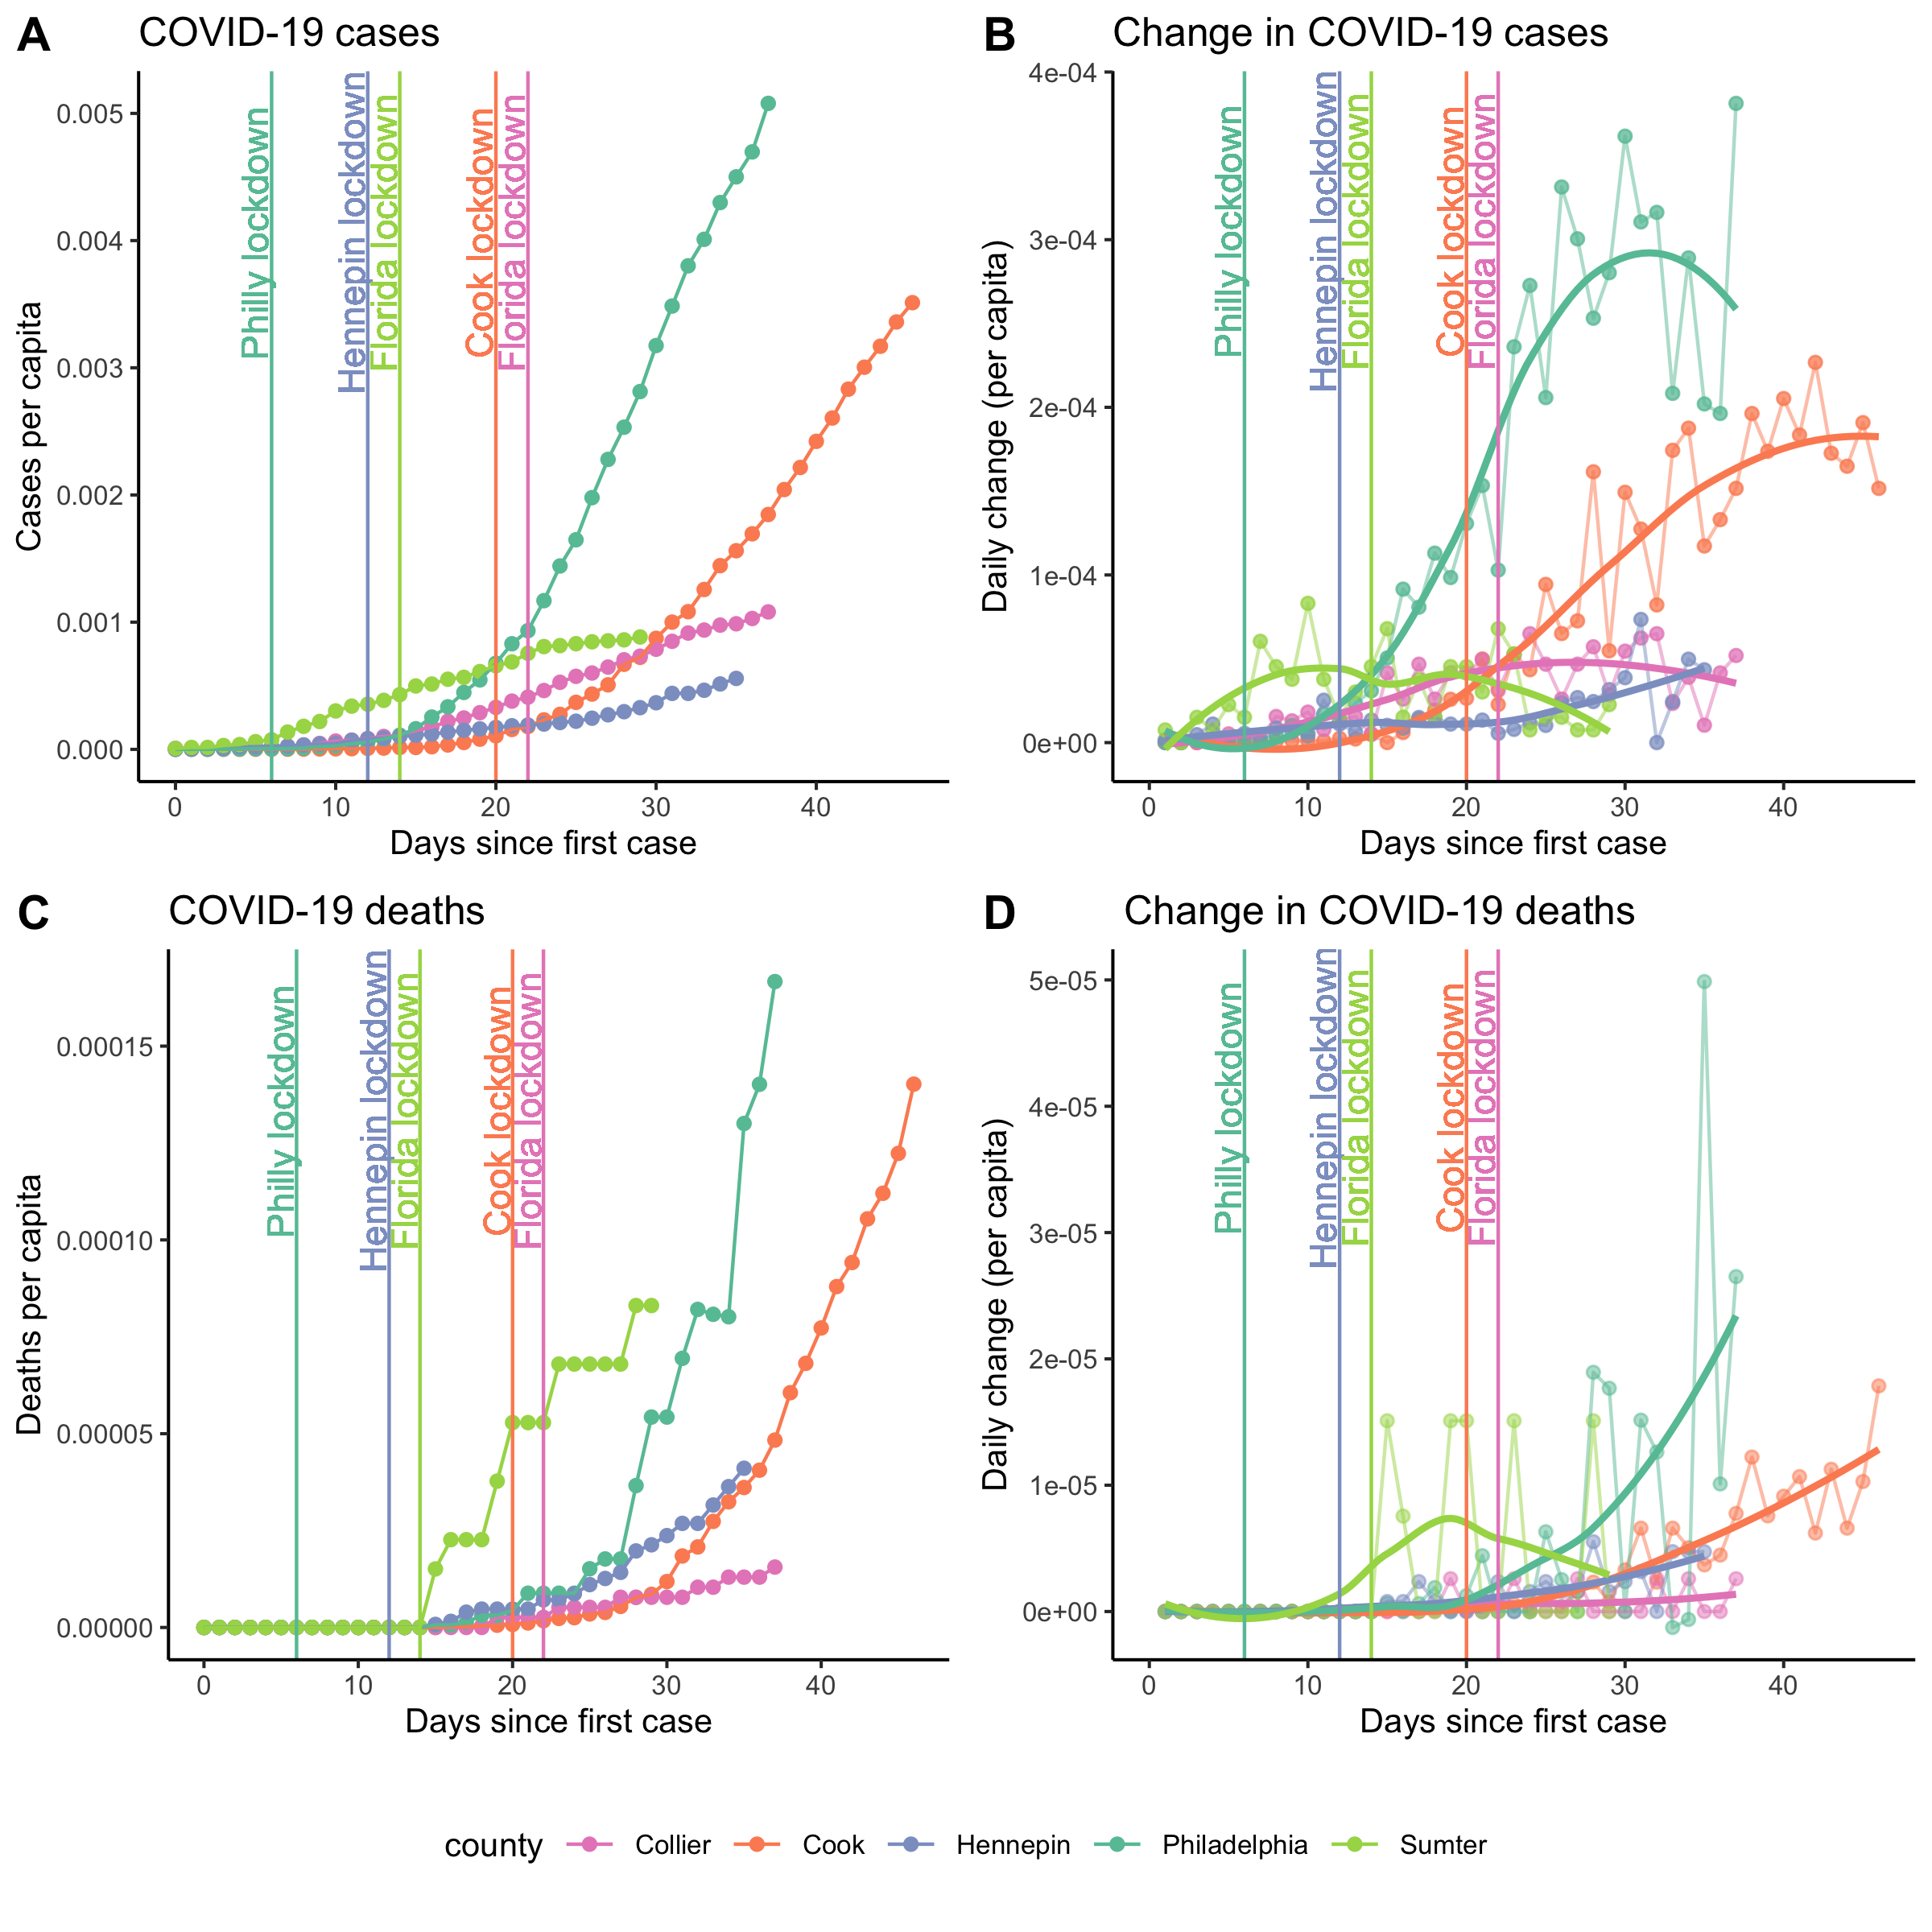 A COVID-19 cases
Cases per capita
0.005
0.004
0.003
0.002
0.001
0.000
Philly lockdown
Hennepin lockdown
Florida lockdown
Cook lockdown
Florida lockdown
0 10 20 30 40
Days since first case
B Change in COVID-19 cases
Daily change (per capita)
4e-04
3e-04
2e-04
1e-04
0e+00
Philly lockdown
Hennepin lockdown
Florida lockdown
Cook lockdown
Florida lockdown
0 10 20 30 40
Days since first case
C COVID-19 deaths
Deaths per capita
0.00015
0.00010
0.00005
0.00000
Philly lockdown
Hennepin lockdown
Florida lockdown
Cook lockdown
Florida lockdown
0 10 20 30 40
Days since first case
D Change in COVID-19 deaths
Daily change (per capita)
5e-05
4e-05
3e-05
2e-05
1e-05
0e+00
Philly lockdown
Hennepin lockdown
Florida lockdown
Cook lockdown
Florida lockdown
0 10 20 30 40
Days since first case
county Collier Cook Hennepin Philadelphia Sumter